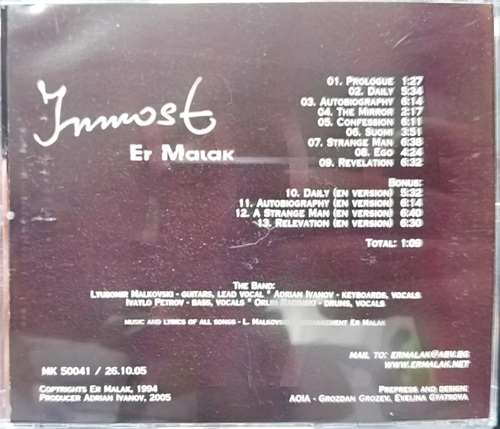 Inmost
Er Malak
01. Prologue 1:27
02. Daily 5:34
03. Autobiography 6:14
04. The Mirror 2:17
05. Confession 6:11
06. Suomi 3:51
07. Strange Man 6:38
08. Ego 4:24
09. Revelation 6:32
Bonus:
10. Daily (en version) 5:32
11. Autobiography (en version) 6:14
12. A Strange Man (en version) 6:40
13. Relevation (en version) 6:30
Total: 1:09
The Band:
Lyubomir Malkovski - guitars, lead vocal * Adrian Ivanov - keyboards, vocals
Ivaylo Petrov - bass, vocals * Orlin - drums, vocals
music and lyrics of all songs - L. Er Malak
mail to: ermalak@abv.bg
www.ermalak.net
MK 50041 / 26.10.05
Copyrights Er Malak, 1994
Producer Adrian Ivanov, 2005
Prepress and design:
AOIA - Grozdan Grozev, Evelina Gyatsova